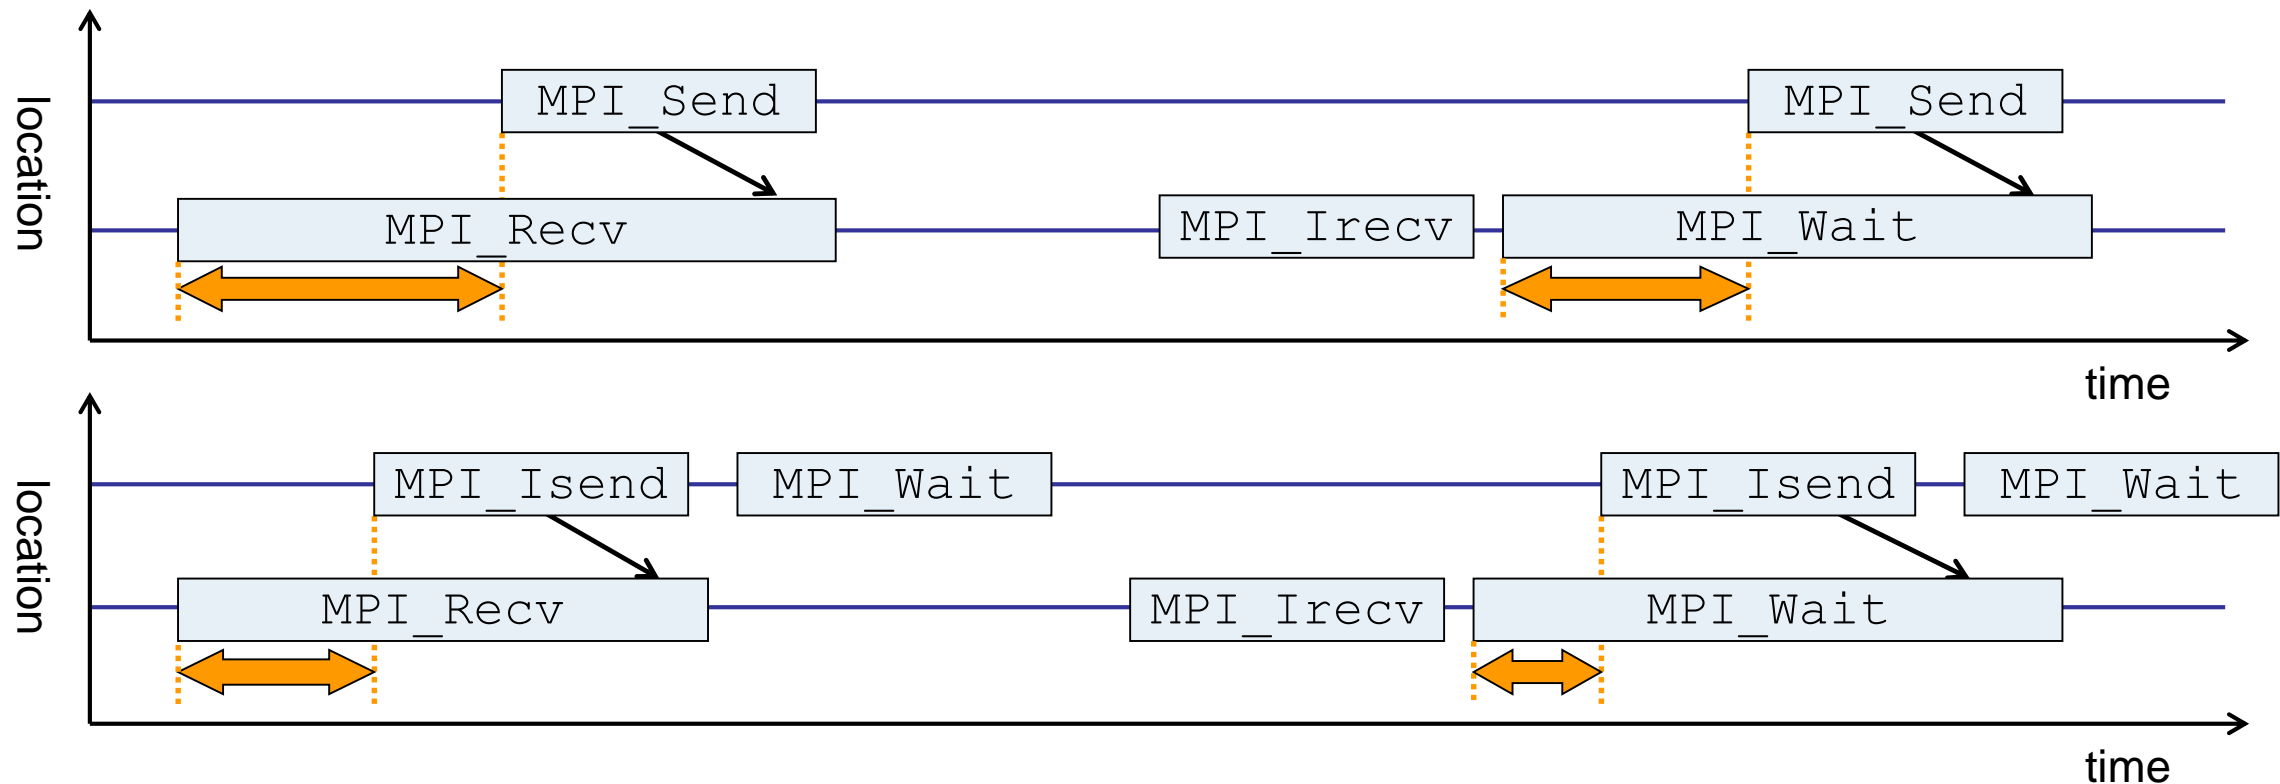 location
MPI_Send
MPI_Send
MPI_Recv
MPI_Irecv
MPI_Wait
time
location
MPI_Isend
MPI_Wait
MPI_Isend
MPI_Wait
MPI_Recv
MPI_Irecv
MPI_Wait
time